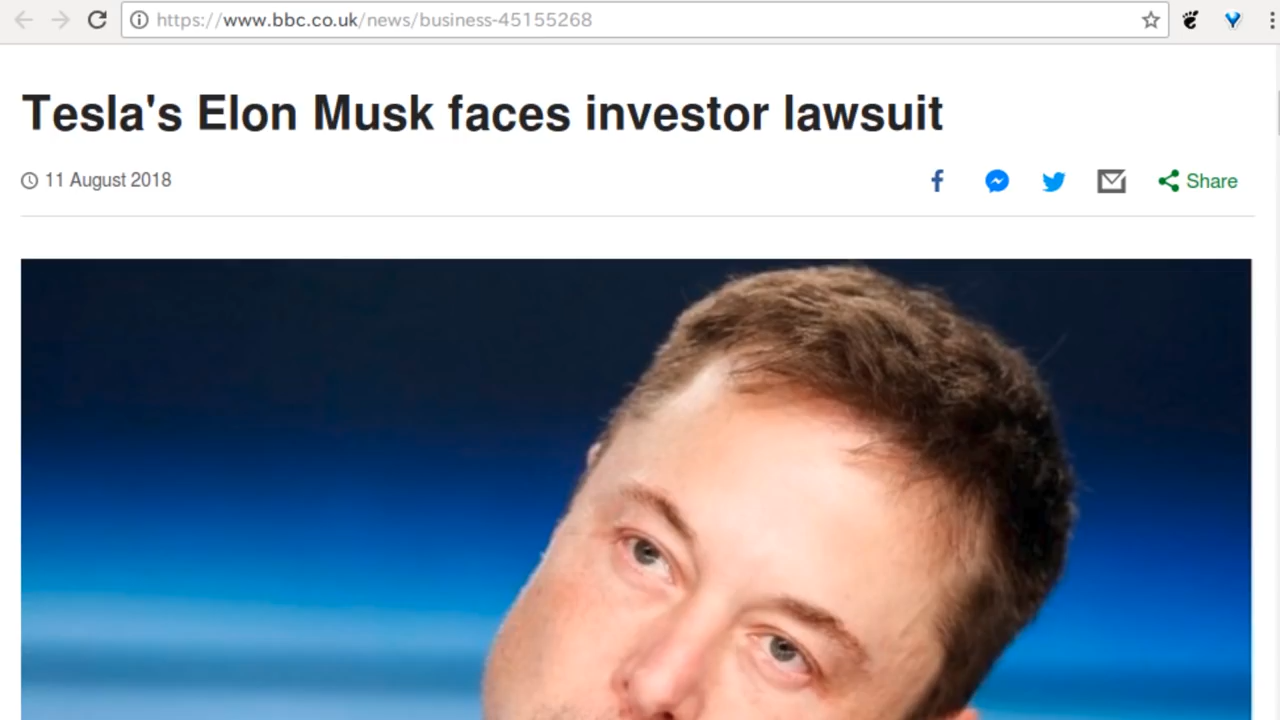 https://www.bbc.co.uk/news/business-45155268
Tesla's Elon Musk faces investor lawsuit
11 August 2018
Share